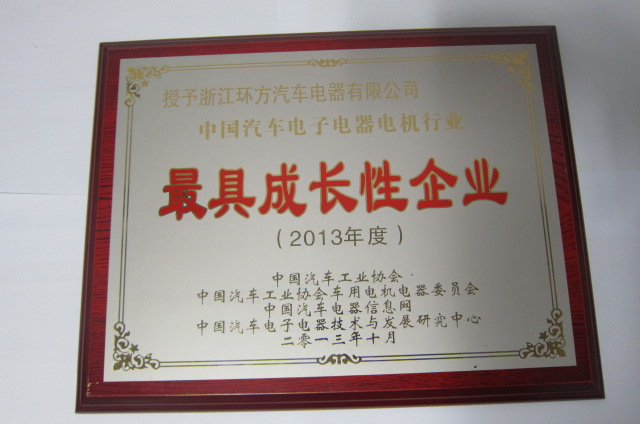 授予浙江环方汽车电器有限公司
中国汽车电子电器电机行业
最具成长性企业
（2013年度）
中国汽车工业协会
中国汽车工业协会车用电机电器委员会
中国汽车电器信息网
中国汽车电子电器技术与发展研究中心
二零一三年十月